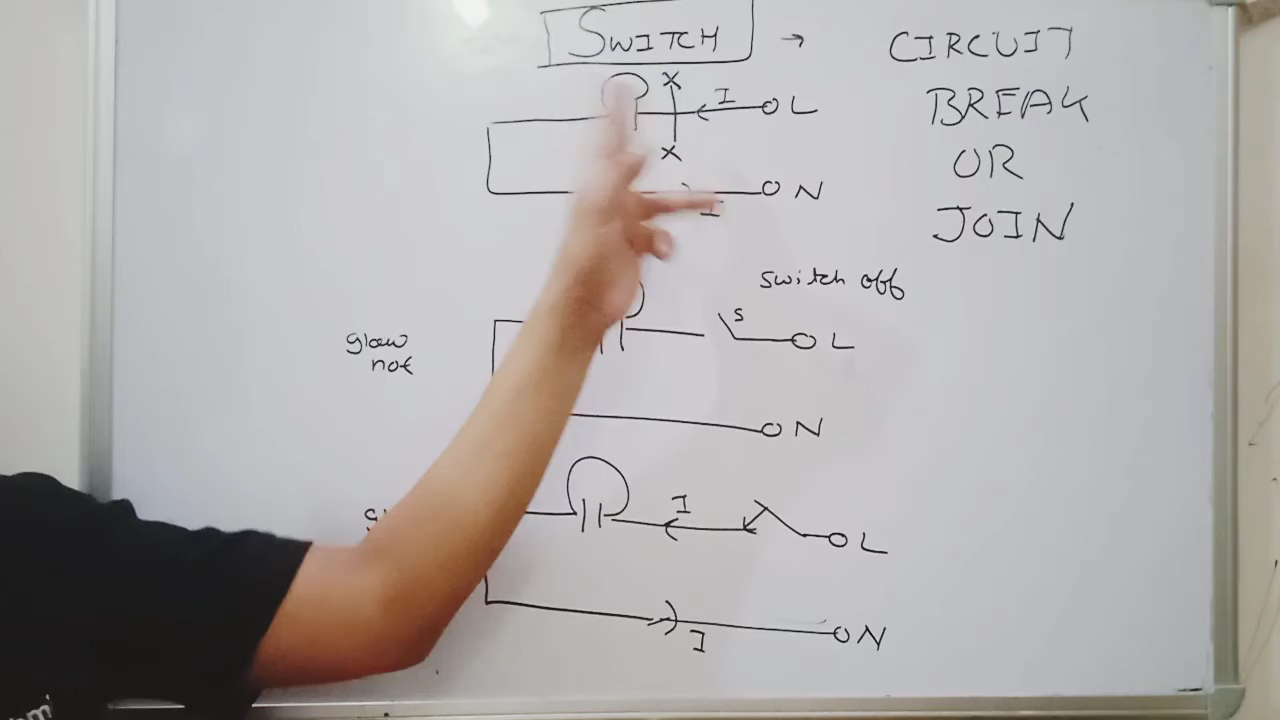 SWITCH → CIRCUIT
BREAK
OR
JOIN
X
I
L
X
N
I
switch off
S
L
glow
not
N
I
L
I
N